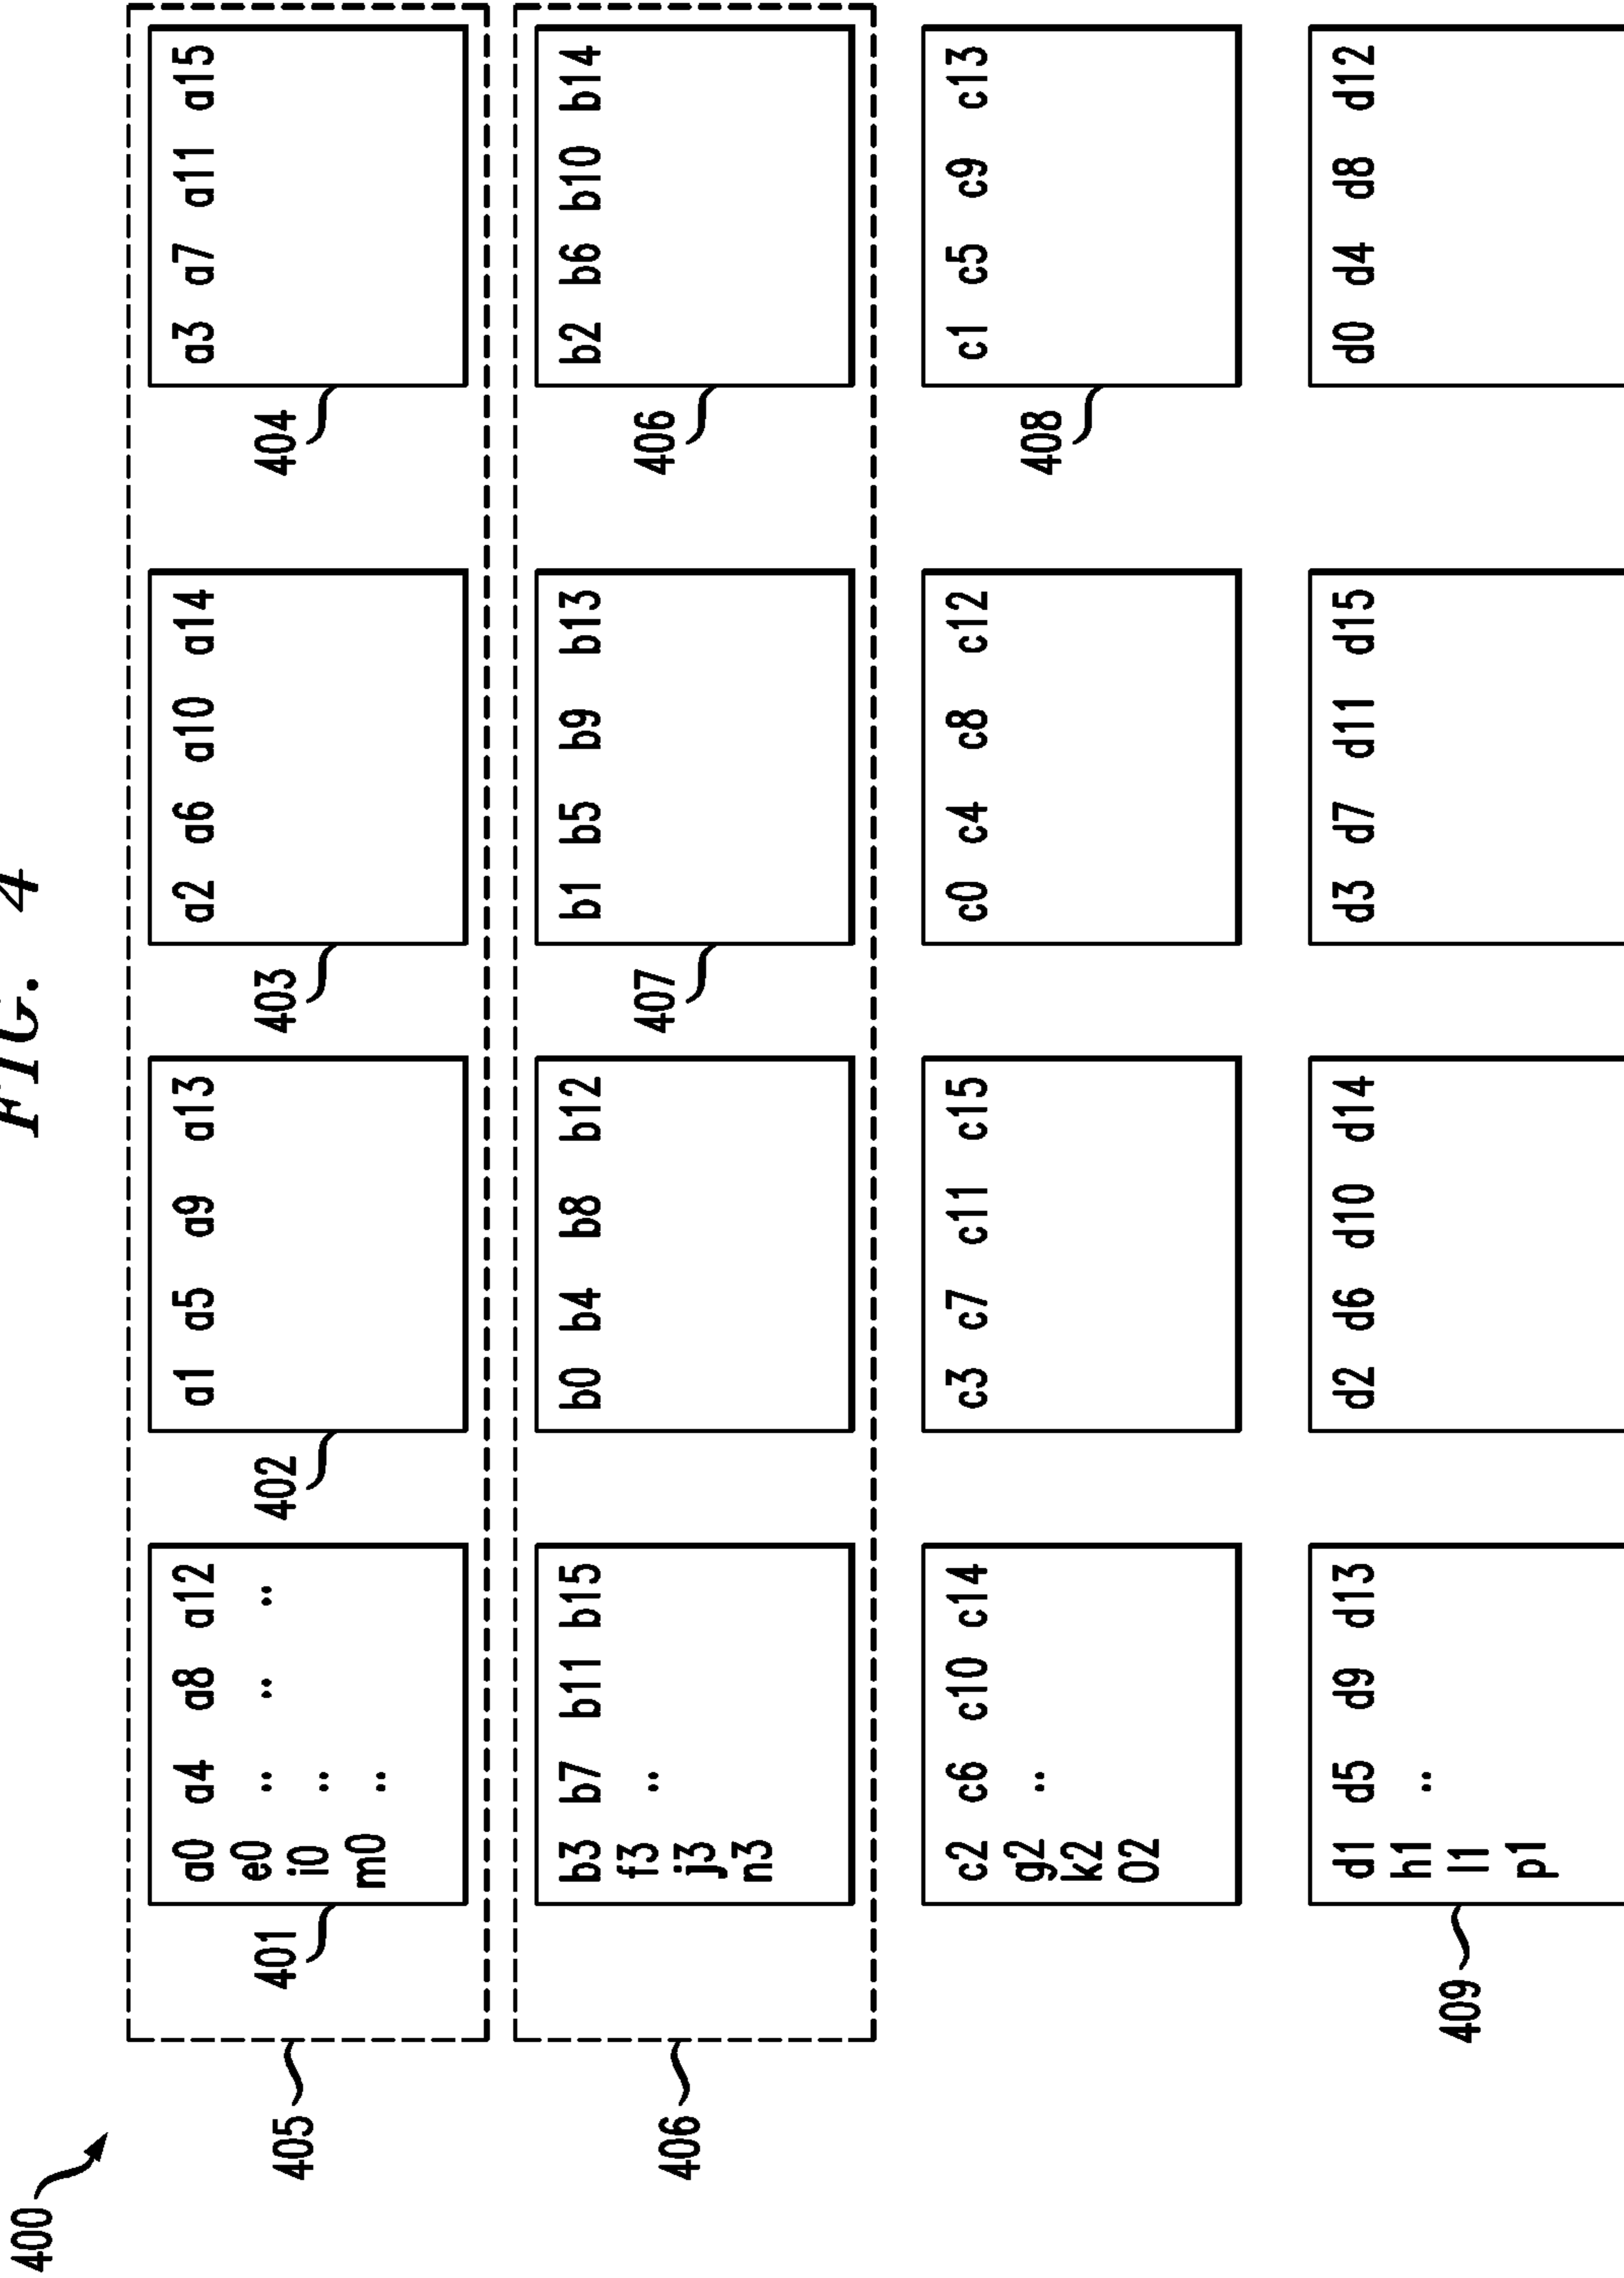 400
FIG. 4
a0 a4 a8 a12
e0 : : :
i0 :
m0 :
a1 a5 a9 a13
a2 a6 a10 a14
a3 a7 a11 a15
405
401
402
403
404
b3 b7 b11 b15
f3 :
j3
n3
b0 b4 b8 b12
b1 b5 b9 b13
b2 b6 b10 b14
406
407
406
c2 c6 c10 c14
g2 :
k2
O2
c3 c7 c11 c15
c0 c4 c8 c12
c1 c5 c9 c13
408
d1 d5 d9 d13
h1 :
l1
p1
d2 d6 d10 d14
d3 d7 d11 d15
d0 d4 d8 d12
409